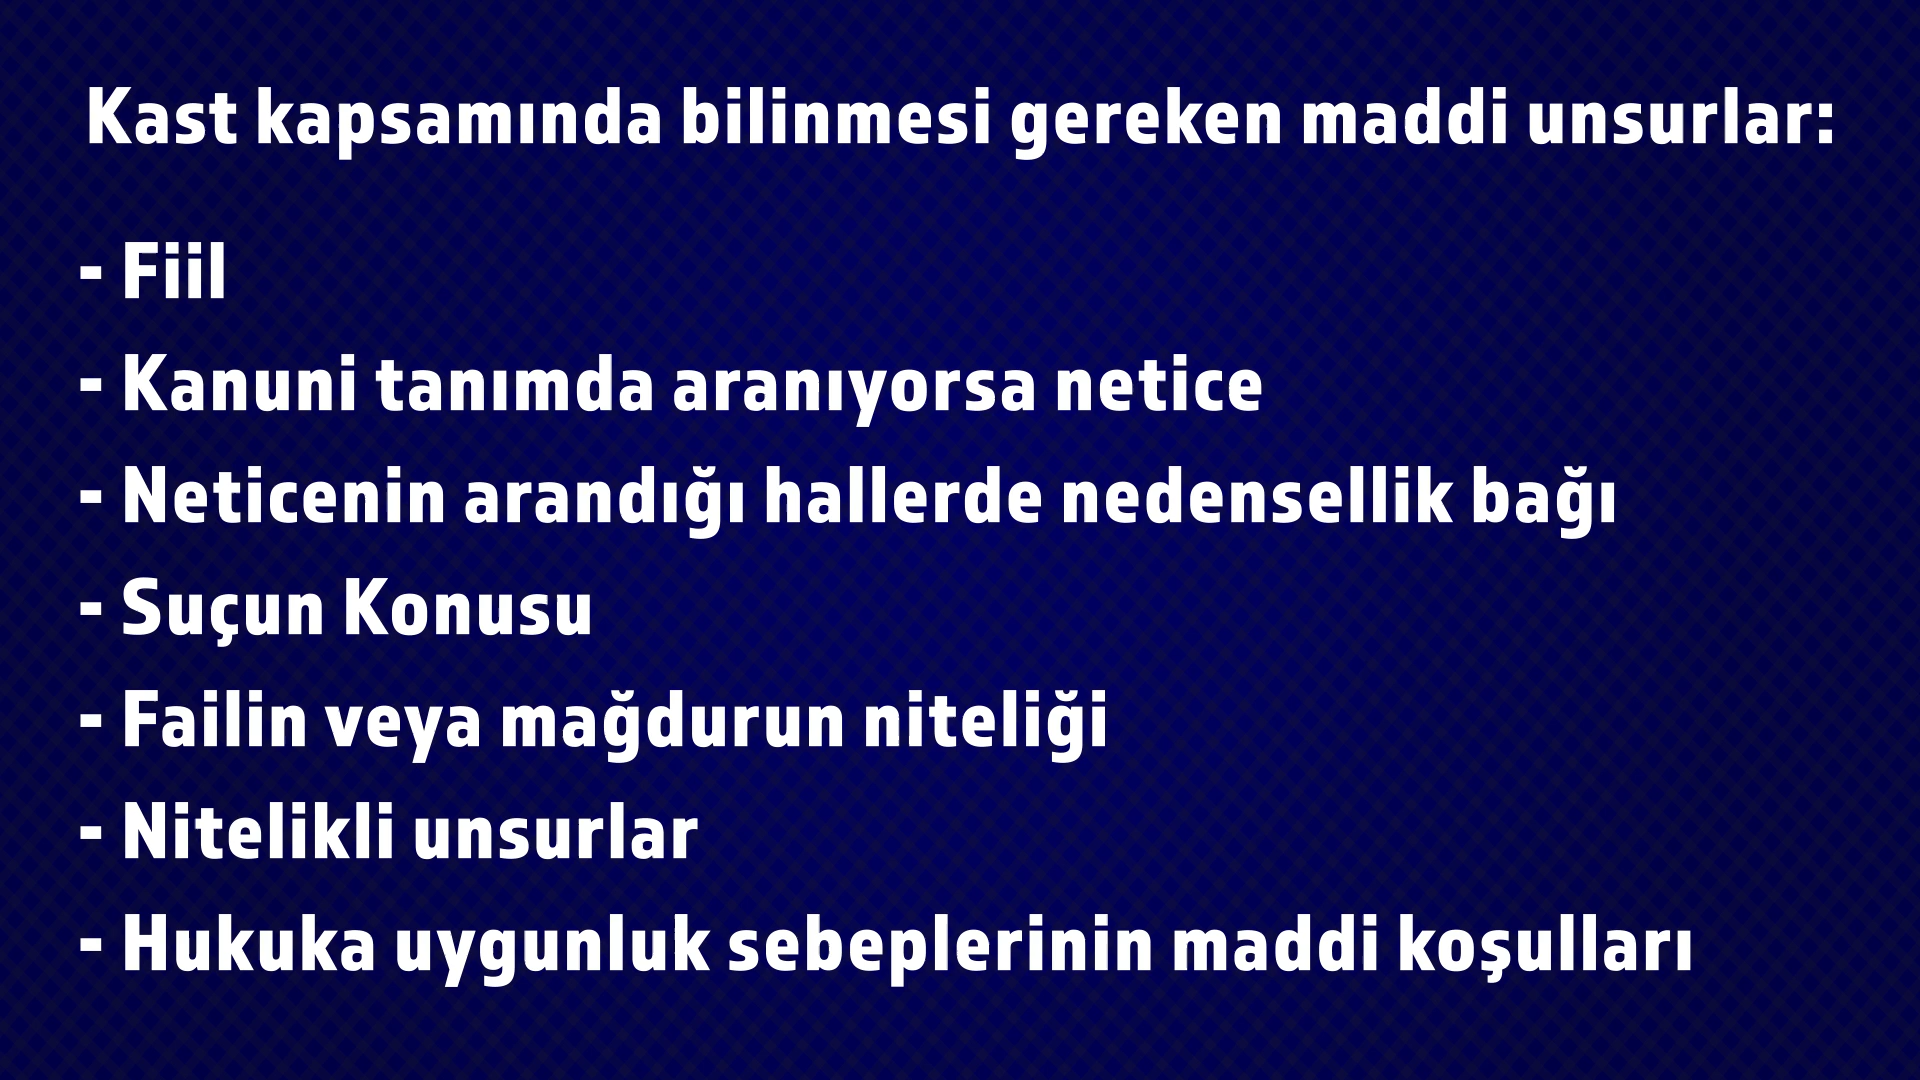 Kast kapsamında bilinmesi gereken maddi unsurlar:
- Fiil
- Kanuni tanımda aranıyorsa netice
- Neticenin arandığı hallerde nedensellik bağı
- Suçun Konusu
- Failin veya mağdurun niteliği
- Nitelikli unsurlar
- Hukuka uygunluk sebeplerinin maddi koşulları